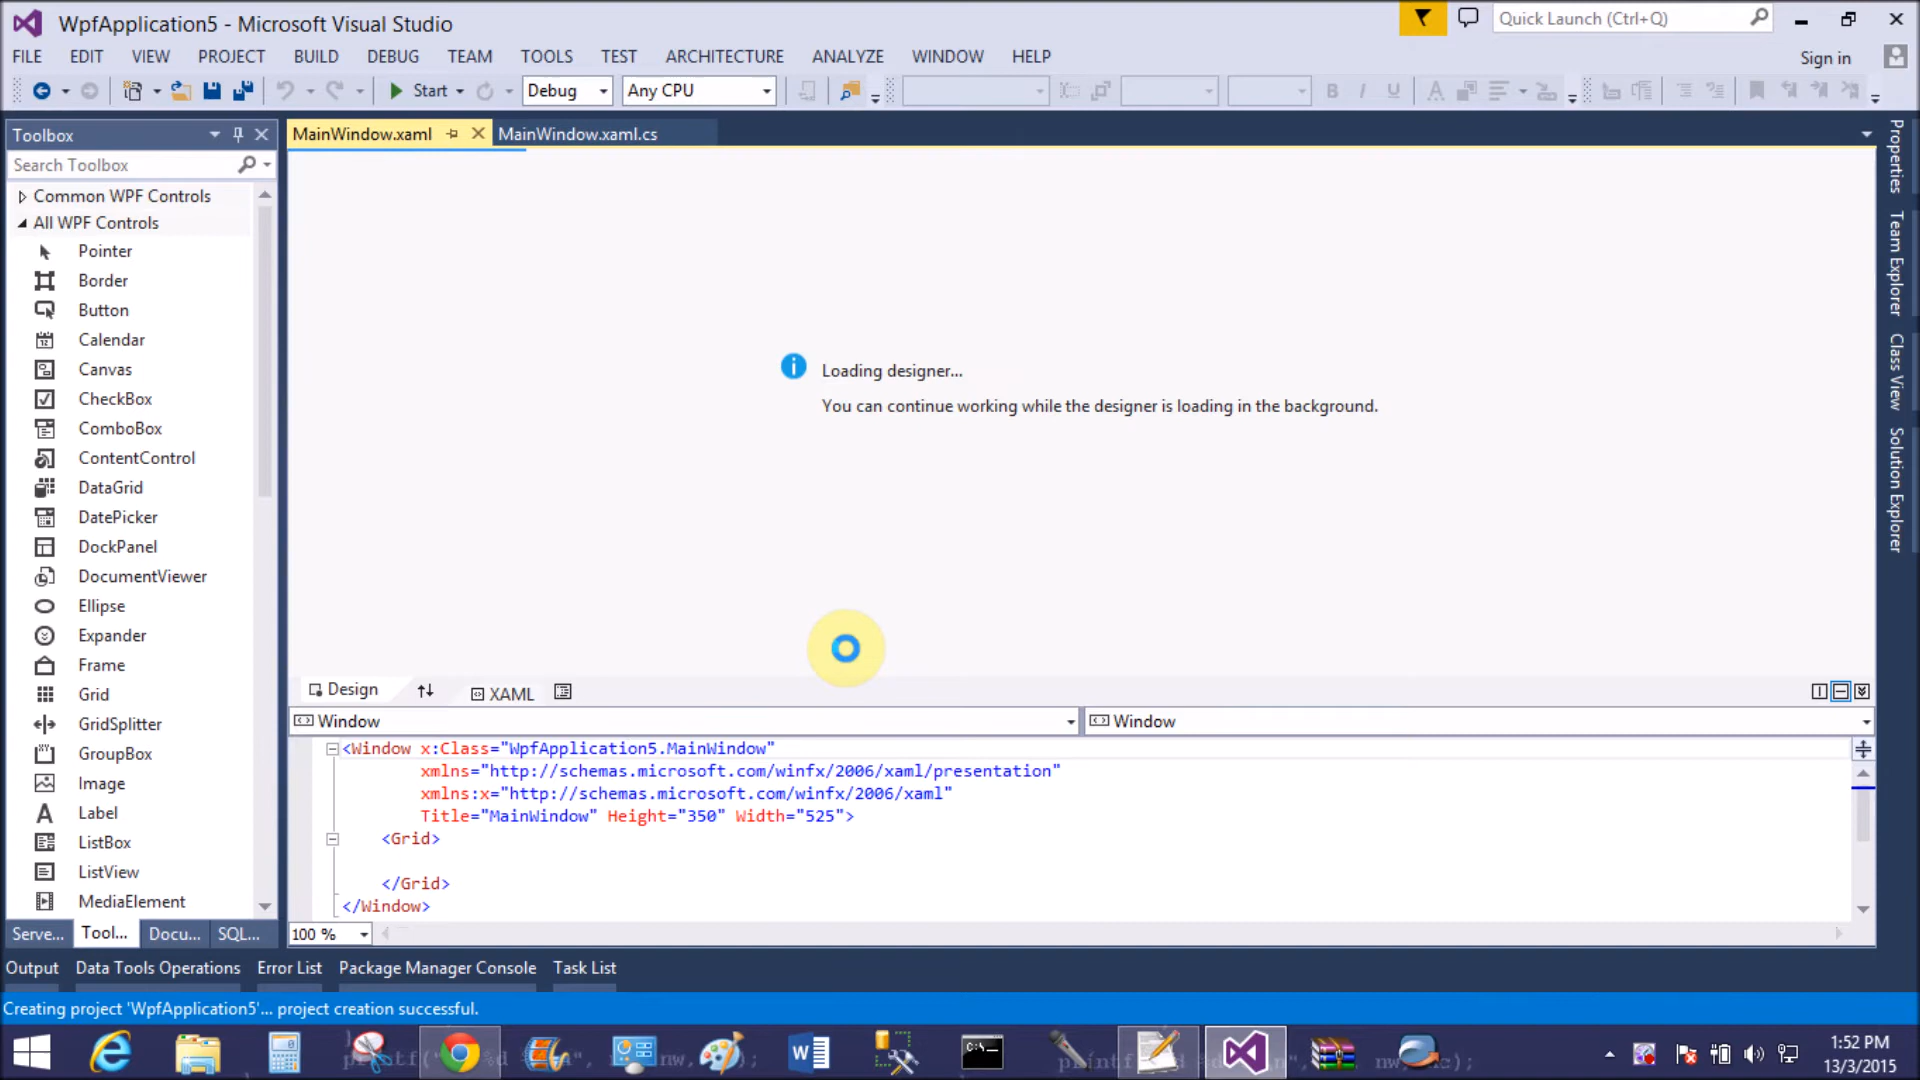 WpfApplication5 - Microsoft Visual Studio
Quick Launch (Ctrl+Q)
FILE EDIT VIEW PROJECT BUILD DEBUG TEAM TOOLS TEST ARCHITECTURE ANALYZE WINDOW HELP
Sign in
Start Debug Any CPU
Toolbox
MainWindow.xaml MainWindow.xaml.cs
Search Toolbox
Common WPF Controls
All WPF Controls
Pointer
Border
Button
Calendar
Canvas
CheckBox
ComboBox
ContentControl
DataGrid
DatePicker
DockPanel
DocumentViewer
Ellipse
Expander
Frame
Grid
GridSplitter
GroupBox
Image
Label
ListBox
ListView
MediaElement
Serve... Tool... Docu... SQL...
Loading designer...
You can continue working while the designer is loading in the background.
Design XAML
Window Window
<Window x:Class="WpfApplication5.MainWindow"
xmlns="http://schemas.microsoft.com/winfx/2006/xaml/presentation"
xmlns:x="http://schemas.microsoft.com/winfx/2006/xaml"
Title="MainWindow" Height="350" Width="525">
<Grid>
</Grid>
</Window>
100 %
Properties
Team Explorer
Class View
Solution Explorer
Output Data Tools Operations Error List Package Manager Console Task List
Creating project 'WpfApplication5'... project creation successful.
1:52 PM
13/3/2015